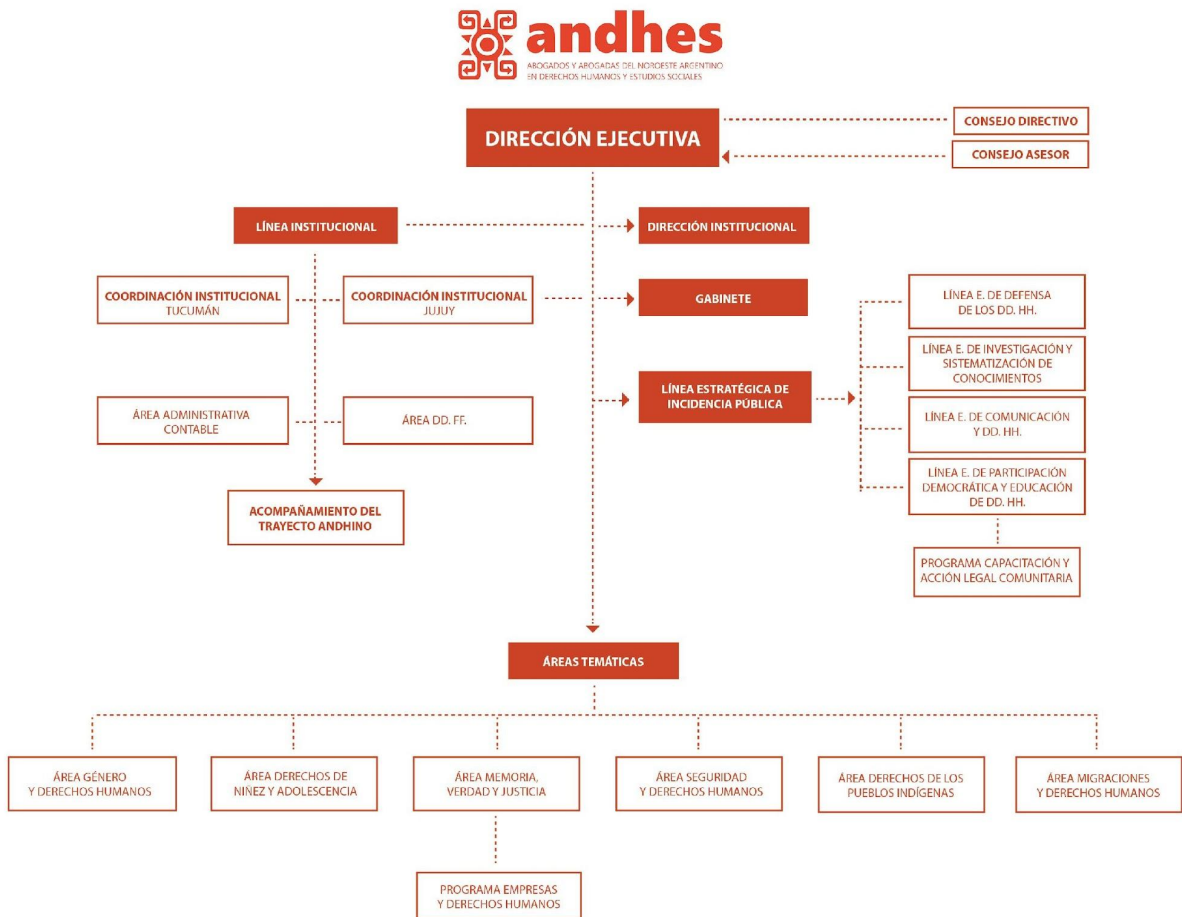 andhes
ABOGADOS Y ABOGADAS DEL NOROESTE ARGENTINO
EN DERECHOS HUMANOS Y ESTUDIOS SOCIALES
DIRECCIÓN EJECUTIVA
CONSEJO DIRECTIVO
CONSEJO ASESOR
LÍNEA INSTITUCIONAL
DIRECCIÓN INSTITUCIONAL
COORDINACIÓN INSTITUCIONAL
TUCUMÁN
COORDINACIÓN INSTITUCIONAL
JUJUY
GABINETE
LÍNEA E. DE DEFENSA
DE LOS DD. HH.
LÍNEA E. DE INVESTIGACIÓN Y
SISTEMATIZACIÓN DE
CONOCIMIENTOS
LÍNEA ESTRATÉGICA DE
INCIDENCIA PÚBLICA
ÁREA ADMINISTRATIVA
CONTABLE
ÁREA DD. FF.
LÍNEA E. DE COMUNICACIÓN
Y DD. HH.
LÍNEA E. DE PARTICIPACIÓN
DEMOCRÁTICA Y EDUCACIÓN
DE DD. HH.
ACOMPAÑAMIENTO DEL
TRAYECTO ANDHINO
PROGRAMA CAPACITACIÓN Y
ACCIÓN LEGAL COMUNITARIA
ÁREAS TEMÁTICAS
ÁREA GÉNERO
Y DERECHOS HUMANOS
ÁREA DERECHOS DE
NIÑEZ Y ADOLESCENCIA
ÁREA MEMORIA,
VERDAD Y JUSTICIA
ÁREA SEGURIDAD
Y DERECHOS HUMANOS
ÁREA DERECHOS DE LOS
PUEBLOS INDÍGENAS
ÁREA MIGRACIONES
Y DERECHOS HUMANOS
PROGRAMA EMPRESAS
Y DERECHOS HUMANOS